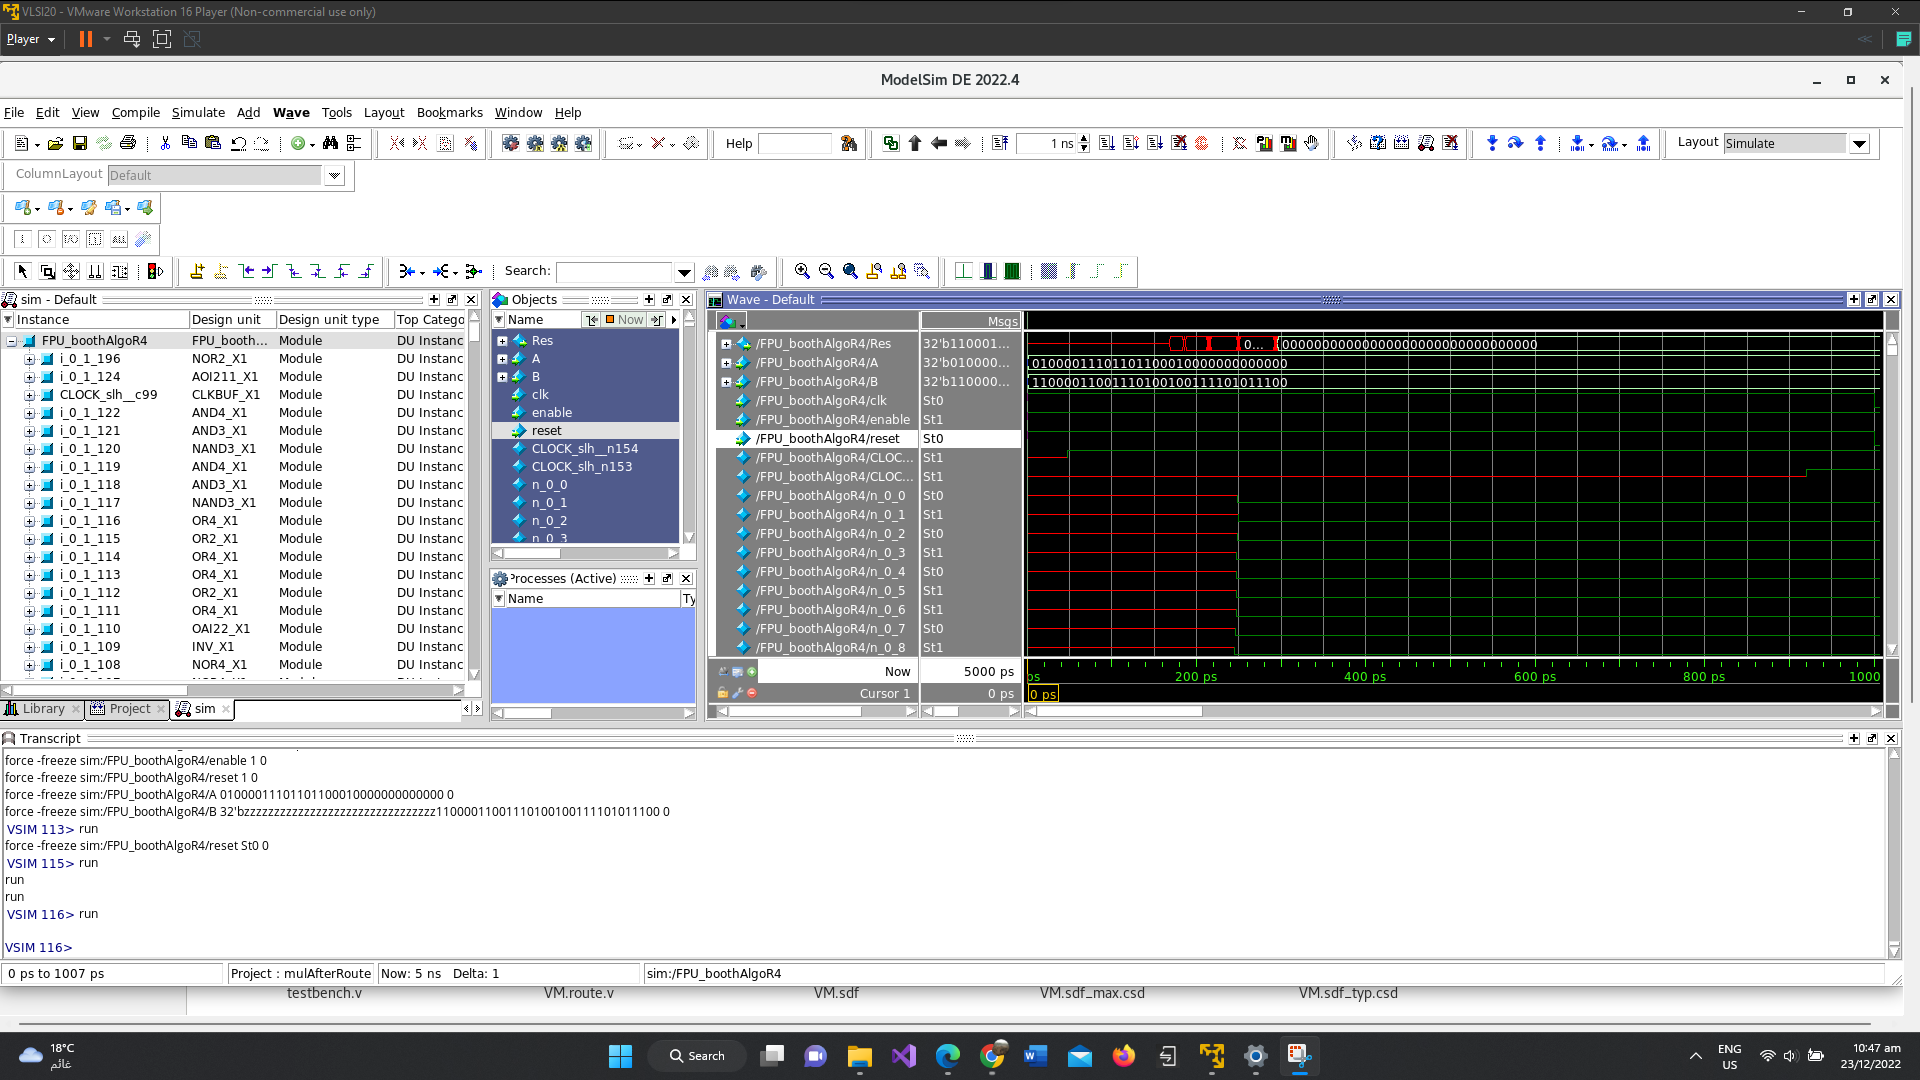 VLSI20 - VMware Workstation 16 Player (Non-commercial use only)
Player
ModelSim DE 2022.4
File Edit View Compile Simulate Add Wave Tools Layout Bookmarks Window Help
Help 1 ns Layout Simulate
ColumnLayout Default
Search:
sim - Default
Instance Design unit Design unit type Top Catego
FPU_boothAlgoR4 FPU_booth... Module DU Instanc
i_0_1_196 NOR2_X1 Module DU Instanc
i_0_1_124 AOI211_X1 Module DU Instanc
CLOCK_slh__c99 CLKBUF_X1 Module DU Instanc
i_0_1_122 AND4_X1 Module DU Instanc
i_0_1_121 AND3_X1 Module DU Instanc
i_0_1_120 NAND3_X1 Module DU Instanc
i_0_1_119 AND4_X1 Module DU Instanc
i_0_1_118 AND3_X1 Module DU Instanc
i_0_1_117 NAND3_X1 Module DU Instanc
i_0_1_116 OR4_X1 Module DU Instanc
i_0_1_115 OR2_X1 Module DU Instanc
i_0_1_114 OR4_X1 Module DU Instanc
i_0_1_113 OR4_X1 Module DU Instanc
i_0_1_112 OR2_X1 Module DU Instanc
i_0_1_111 OR4_X1 Module DU Instanc
i_0_1_110 OAI22_X1 Module DU Instanc
i_0_1_109 INV_X1 Module DU Instanc
i_0_1_108 NOR4_X1 Module DU Instanc
Library Project sim
Objects
Name Now
Res
A
B
clk
enable
reset
CLOCK_slh__n154
CLOCK_slh_n153
n_0_0
n_0_1
n_0_2
n_0_3
Processes (Active)
Name Ty
Wave - Default
Msgs
/FPU_boothAlgoR4/Res 32'b110001... 0...
/FPU_boothAlgoR4/A 32'b010000... 01000011101101100010000000000000
/FPU_boothAlgoR4/B 32'b110000... 11000011001110100100111101011100
/FPU_boothAlgoR4/clk St0
/FPU_boothAlgoR4/enable St1
/FPU_boothAlgoR4/reset St0
/FPU_boothAlgoR4/CLOC... St1
/FPU_boothAlgoR4/CLOC... St1
/FPU_boothAlgoR4/n_0_0 St0
/FPU_boothAlgoR4/n_0_1 St1
/FPU_boothAlgoR4/n_0_2 St0
/FPU_boothAlgoR4/n_0_3 St1
/FPU_boothAlgoR4/n_0_4 St0
/FPU_boothAlgoR4/n_0_5 St1
/FPU_boothAlgoR4/n_0_6 St1
/FPU_boothAlgoR4/n_0_7 St0
/FPU_boothAlgoR4/n_0_8 St1
Now 5000 ps ps 200 ps 400 ps 600 ps 800 ps 1000
Cursor 1 0 ps 0 ps
Transcript
force -freeze sim:/FPU_boothAlgoR4/enable 1 0
force -freeze sim:/FPU_boothAlgoR4/reset 1 0
force -freeze sim:/FPU_boothAlgoR4/A 01000011101101100010000000000000 0
force -freeze sim:/FPU_boothAlgoR4/B
VSIM 113> run
force -freeze sim:/FPU_boothAlgoR4/reset St0 0
VSIM 115> run
run
run
VSIM 116> run
VSIM 116>
0 ps to 1007 ps Project : mulAfterRoute Now: 5 ns Delta: 1 sim:/FPU_boothAlgoR4
testbench.v VM.route.v VM.sdf VM.sdf_max.csd VM.sdf_typ.csd
18°C
غائم
Search
ENG
US
10:47 am
23/12/2022